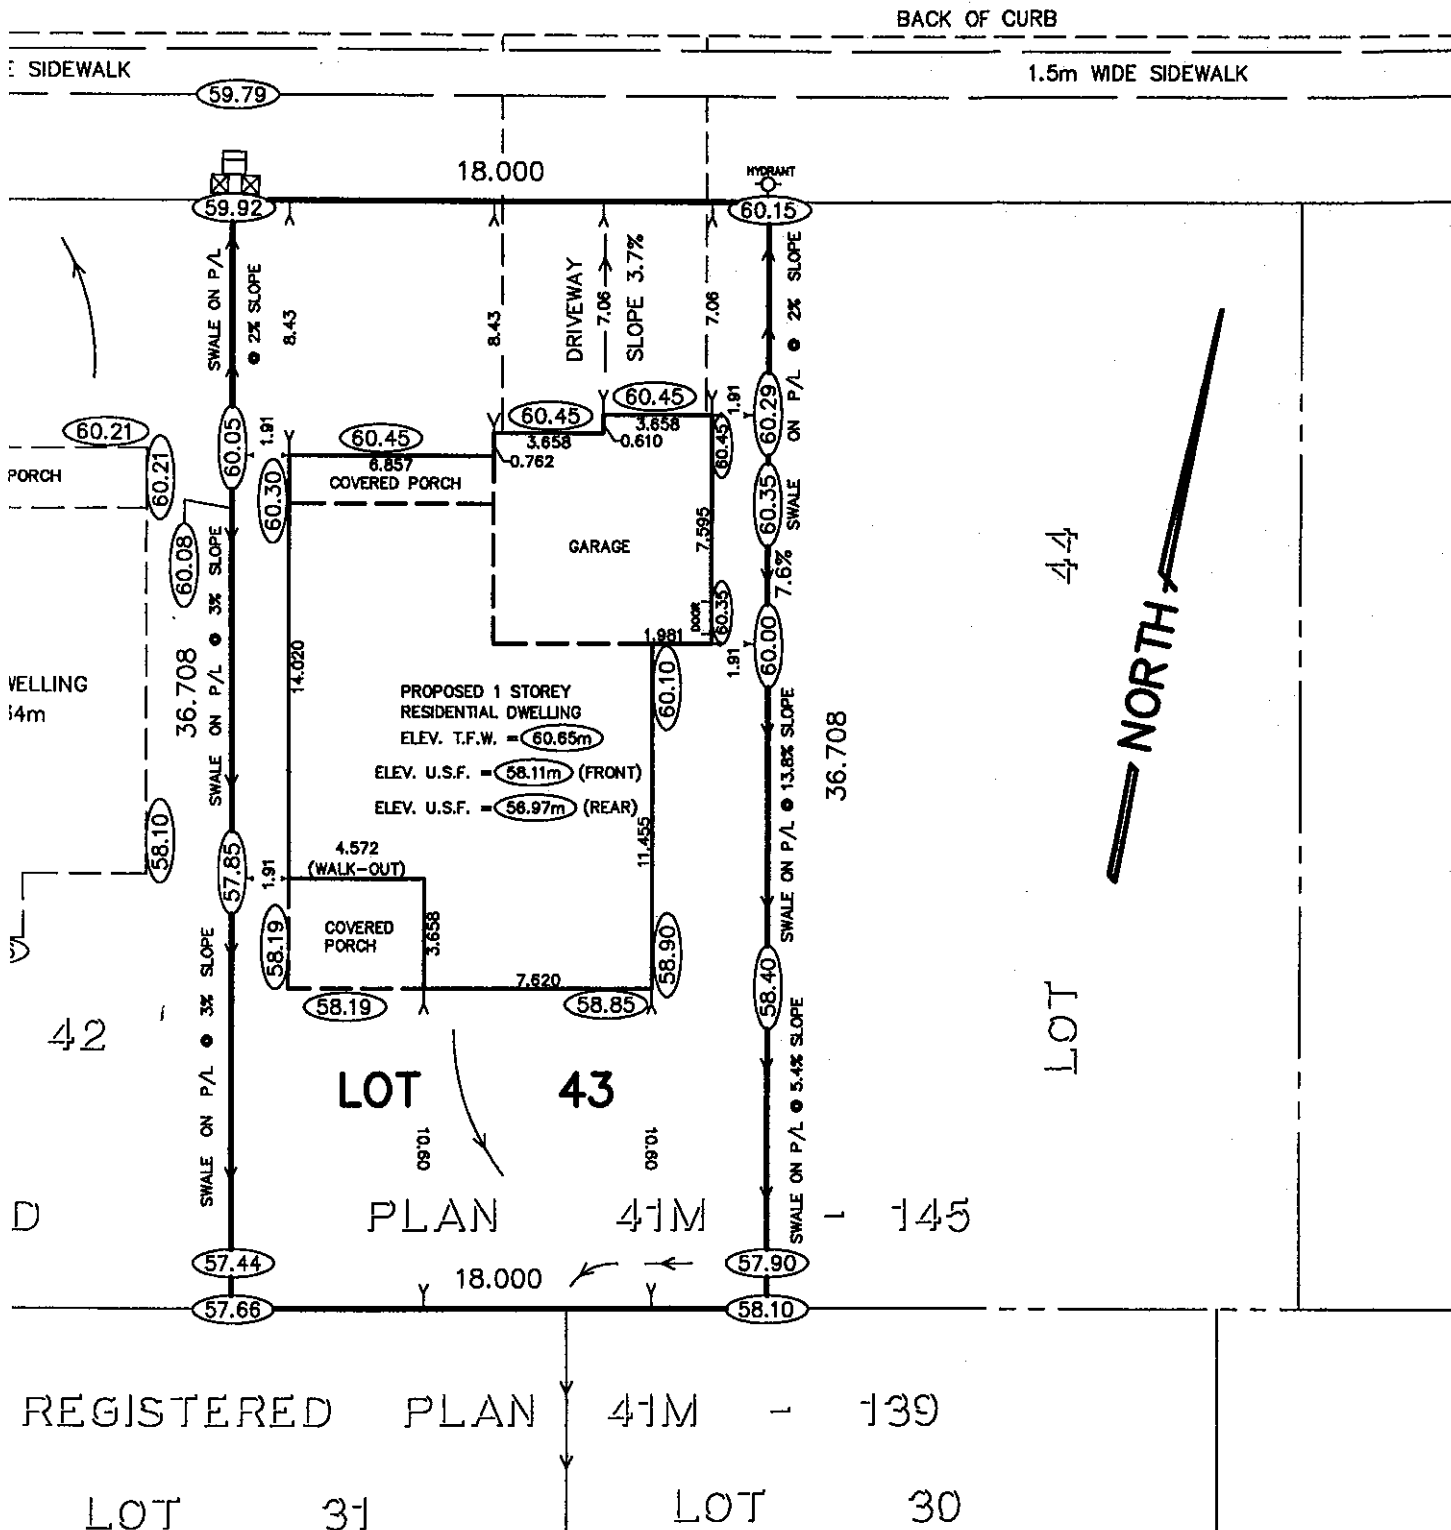 BACK OF CURB
E SIDEWALK
1.5m WIDE SIDEWALK
59.79
18.000
HYDRANT
59.92
60.15
SWALE ON P/L
@ 2% SLOPE
8.43
8.43
DRIVEWAY
7.06
SLOPE 3.7%
7.06
SWALE ON P/L @ 2% SLOPE
60.21
60.21
PORCH
60.05
1.91
60.30
60.45
6.857
COVERED PORCH
60.45
3.658
0.762
60.45
3.658
0.610
60.45
1.91
60.29
60.35
7.6%
60.00
60.08
GARAGE
7.595
DOOR
60.35
1.981
1.91
60.10
SWALE ON P/L @ 3% SLOPE
36.708
14.020
WELLING
54m
58.10
PROPOSED 1 STOREY
RESIDENTIAL DWELLING
ELEV. T.F.W. = 60.65m
ELEV. U.S.F. = 58.11m (FRONT)
ELEV. U.S.F. = 56.97m (REAR)
11.455
SWALE ON P/L @ 13.8% SLOPE
36.708
44
LOT
NORTH
57.85
1.91
4.572
(WALK-OUT)
COVERED
PORCH
3.658
58.19
58.19
7.620
58.85
58.90
58.40
SWALE ON P/L @ 3% SLOPE
SWALE ON P/L @ 5.4% SLOPE
42
LOT 43
10.60
10.60
D PLAN 41M - 145
57.44
57.90
18.000
57.66
58.10
REGISTERED PLAN 41M - 139
LOT 31 LOT 30